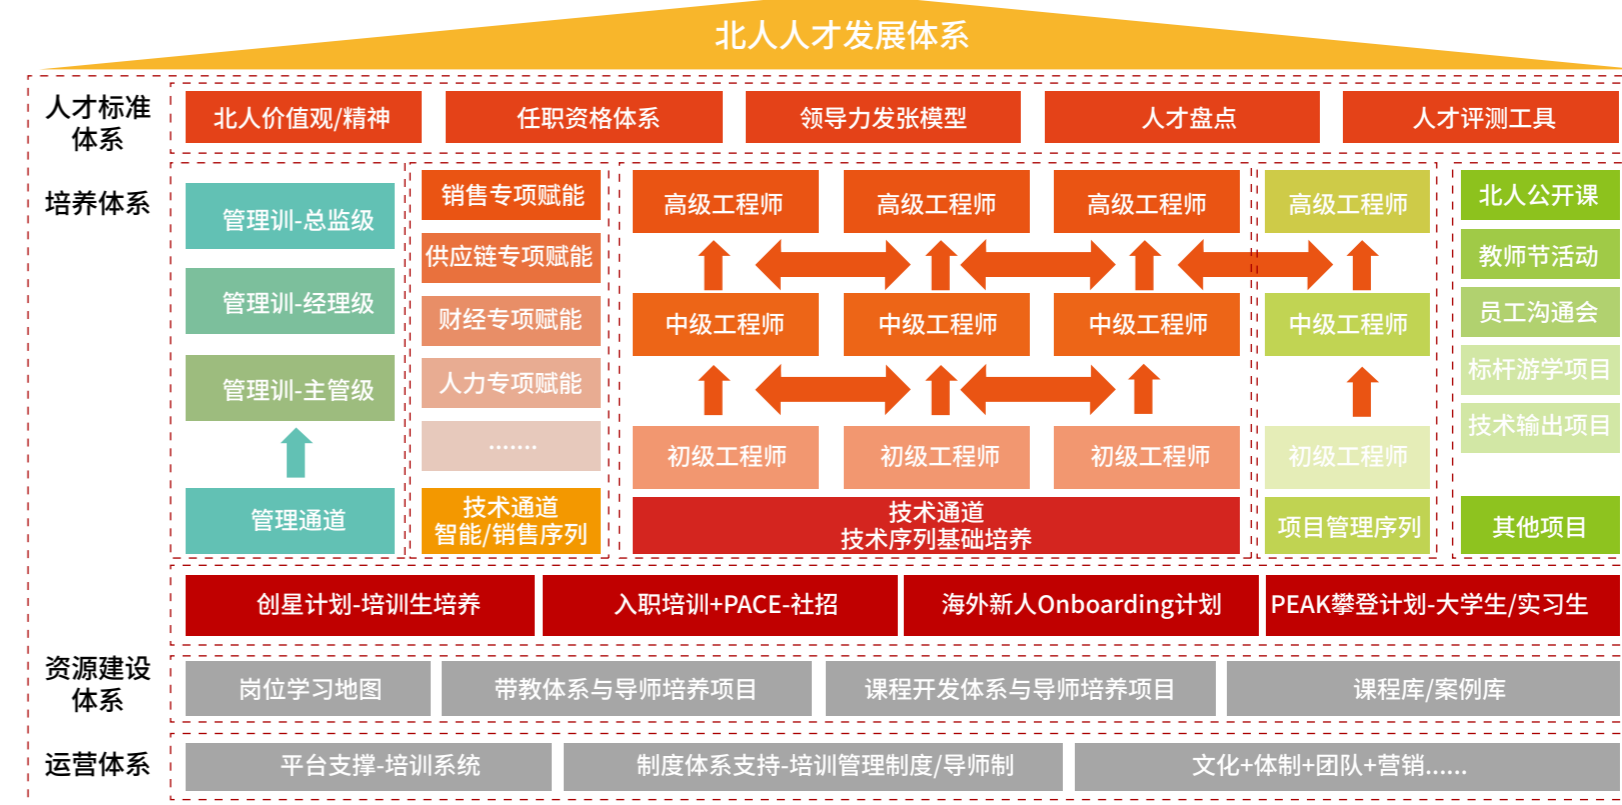 北人人才发展体系
人才标准
体系
北人价值观/精神
任职资格体系
领导力发张模型
人才盘点
人才评测工具
培养体系
管理训-总监级
管理训-经理级
管理训-主管级
管理通道
销售专项赋能
供应链专项赋能
财经专项赋能
人力专项赋能
.......
技术通道
智能/销售序列
高级工程师
高级工程师
高级工程师
中级工程师
中级工程师
中级工程师
初级工程师
初级工程师
初级工程师
技术通道
技术序列基础培养
高级工程师
中级工程师
初级工程师
项目管理序列
北人公开课
教师节活动
员工沟通会
标杆游学项目
技术输出项目
其他项目
创星计划-培训生培养
入职培训+PACE-社招
海外新人Onboarding计划
PEAK攀登计划-大学生/实习生
资源建设
体系
岗位学习地图
带教体系与导师培养项目
课程开发体系与导师培养项目
课程库/案例库
运营体系
平台支撑-培训系统
制度体系支持-培训管理制度/导师制
文化+体制+团队+营销......